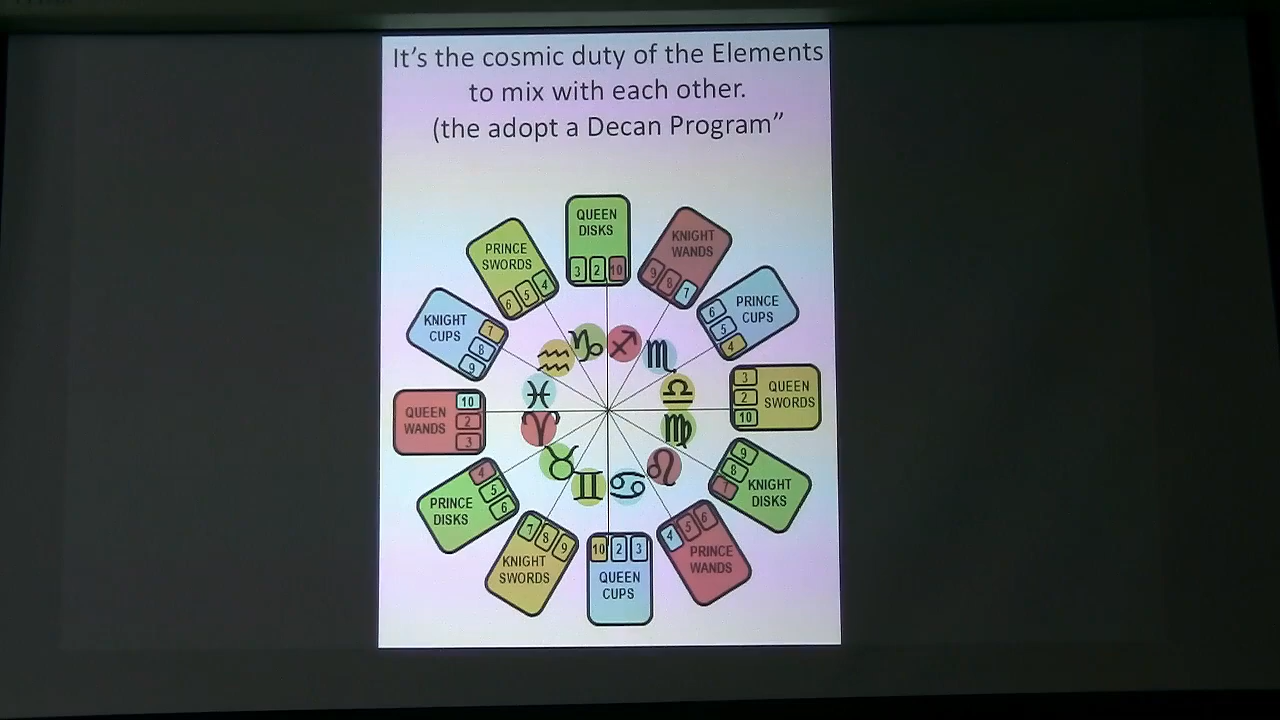 It's the cosmic duty of the Elements
to mix with each other.
(the adopt a Decan Program”
QUEEN
DISKS
3 2 10
KNIGHT
WANDS
9 8 7
PRINCE
CUPS
6
5
4
QUEEN
SWORDS
3
2
10
KNIGHT
DISKS
9
8
7
PRINCE
WANDS
4 5 6
QUEEN
CUPS
10 2 3
KNIGHT
SWORDS
7 8 9
PRINCE
DISKS
4
5
6
QUEEN
WANDS
10
2
3
KNIGHT
CUPS
7
8
9
PRINCE
SWORDS
6 5 4
♑ ♐ ♏ ♎ ♍ ♌ ♋ ♊ ♉ ♈ ♓ ♒